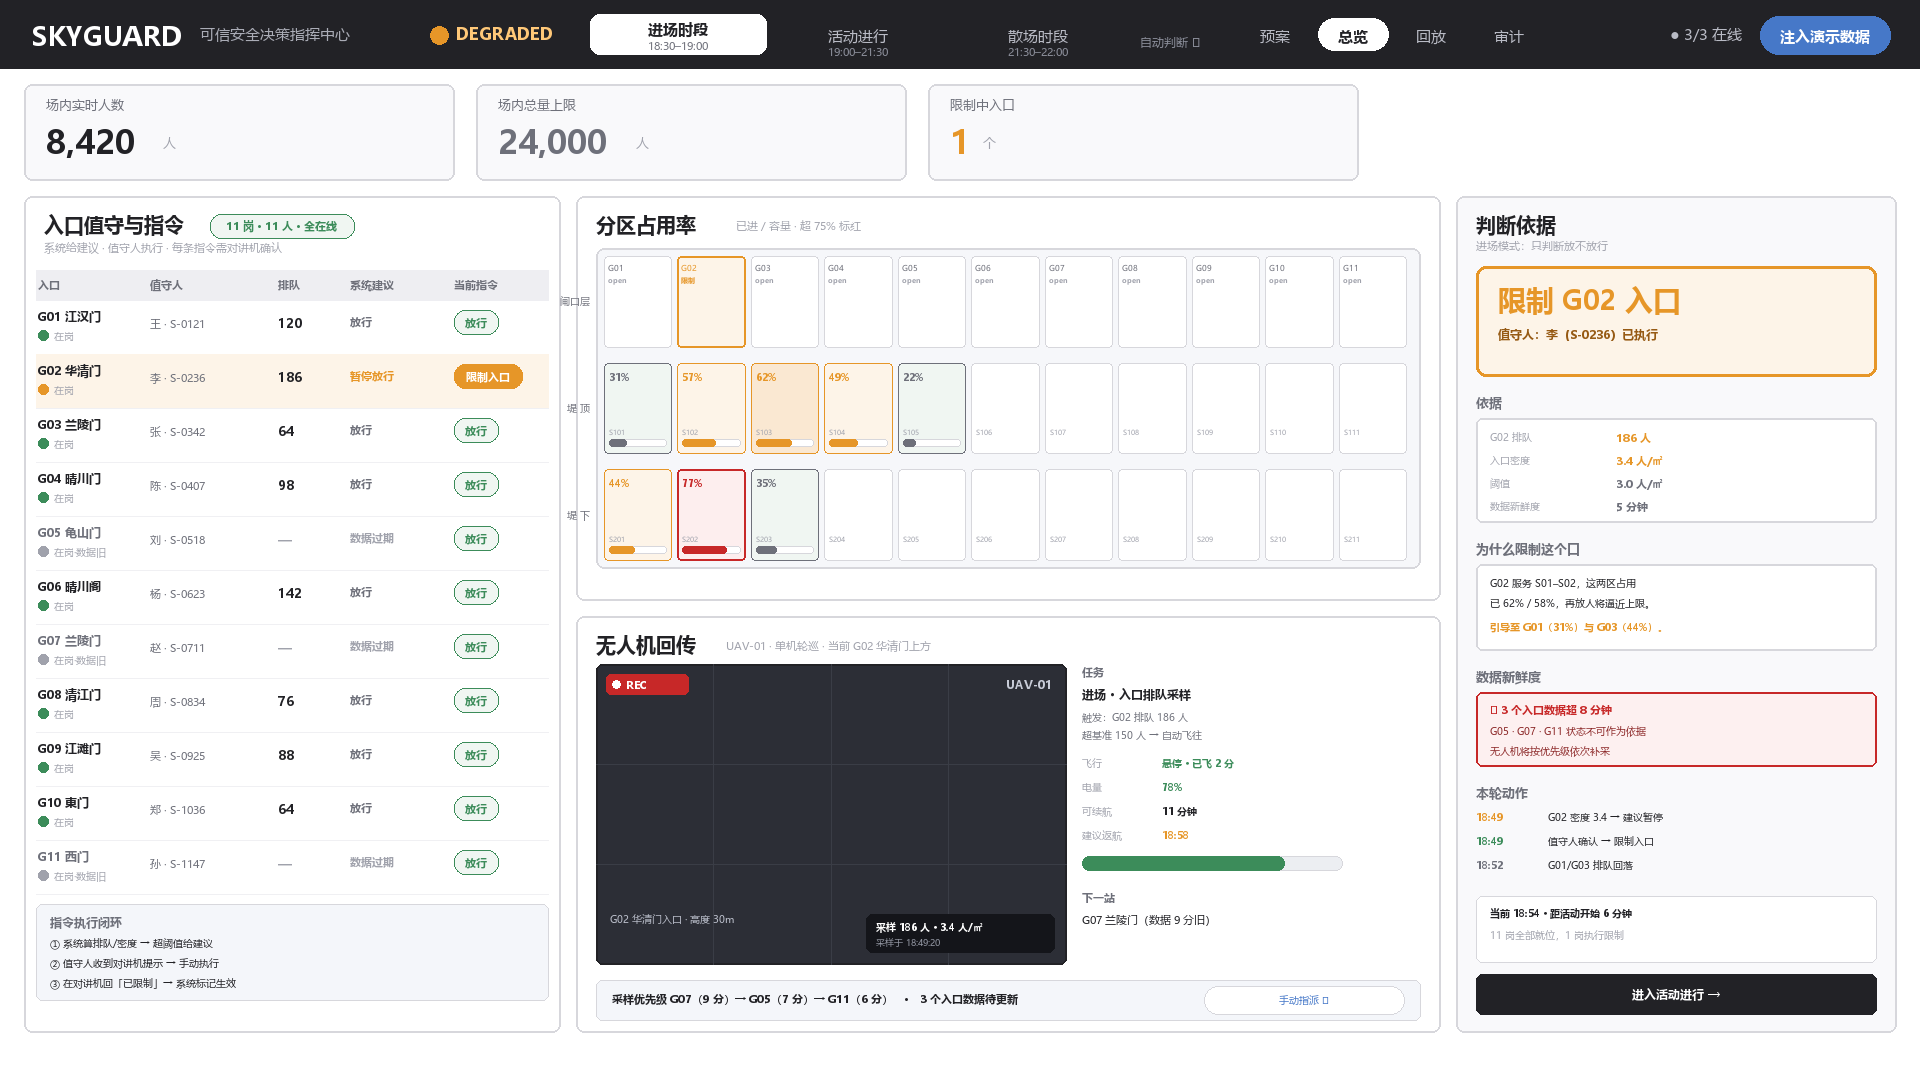 SKYGUARD 可信安全决策指挥中心
DEGRADED
进场时段
18:30–19:00
活动进行
19:00–21:30
散场时段
21:30–22:00
自动判断
预案 总览 回放 审计
● 3/3 在线
注入演示数据
场内实时人数
8,420 人
场内总量上限
24,000 人
限制中入口
1 个
入口值守与指令
11 岗 · 11 人 · 全在线
系统给建议 · 值守人执行 · 每条指令需对讲机确认
入口 值守人 排队 系统建议 当前指令
G01 江汉门
在岗
王 · S-0121 120 放行 放行
G02 华清门
在岗
李 · S-0236 186 暂停放行 限制入口
G03 兰陵门
在岗
张 · S-0342 64 放行 放行
G04 晴川门
在岗
陈 · S-0407 98 放行 放行
G05 龟山门
在岗·数据旧
刘 · S-0518 — 数据过期 放行
G06 晴川阁
在岗
杨 · S-0623 142 放行 放行
G07 兰陵门
在岗·数据旧
赵 · S-0711 — 数据过期 放行
G08 清江门
在岗
周 · S-0834 76 放行 放行
G09 江滩门
在岗
吴 · S-0925 88 放行 放行
G10 東门
在岗
郑 · S-1036 64 放行 放行
G11 西门
在岗·数据旧
孙 · S-1147 — 数据过期 放行
指令执行闭环
① 系统算排队/密度 → 超阈值给建议
② 值守人收到对讲机提示 → 手动执行
③ 在对讲机回「已限制」→ 系统标记生效
分区占用率
已进 / 容量 · 超 75% 标红
闸口层
G01 G02 G03 G04 G05 G06 G07 G08 G09 G10 G11
open 限制 open open open open open open open open open
堤 顶
31% 57% 62% 49% 22%
S101 S102 S103 S104 S105 S106 S107 S108 S109 S110 S111
堤 下
44% 77% 35%
S201 S202 S203 S204 S205 S206 S207 S208 S209 S210 S211
无人机回传
UAV-01 · 单机轮巡 · 当前 G02 华清门上方
REC
UAV-01
G02 华清门入口 · 高度 30m
采样 186 人 · 3.4 人/㎡
采样于 18:49:20
任务
进场 · 入口排队采样
触发：G02 排队 186 人
超基准 150 人 → 自动飞往
飞行 悬停 · 已飞 2 分
电量 78%
可续航 11 分钟
建议返航 18:58
下一站
G07 兰陵门（数据 9 分旧）
采样优先级 G07（9 分）→ G05（7 分）→ G11（6 分） · 3 个入口数据待更新
手动指派
判断依据
进场模式：只判断放不放行
限制 G02 入口
值守人：李（S-0236）已执行
依据
G02 排队 186 人
入口密度 3.4 人/㎡
阈值 3.0 人/㎡
数据新鲜度 5 分钟
为什么限制这个口
G02 服务 S01–S02，这两区占用
已 62% / 58%，再放人将逼近上限。
引导至 G01（31%）与 G03（44%）。
数据新鲜度
3 个入口数据超 8 分钟
G05 · G07 · G11 状态不可作为依据
无人机将按优先级依次补采
本轮动作
18:49 G02 密度 3.4 → 建议暂停
18:49 值守人确认 → 限制入口
18:52 G01/G03 排队回落
当前 18:54 · 距活动开始 6 分钟
11 岗全部就位，1 岗执行限制
进入活动进行 →